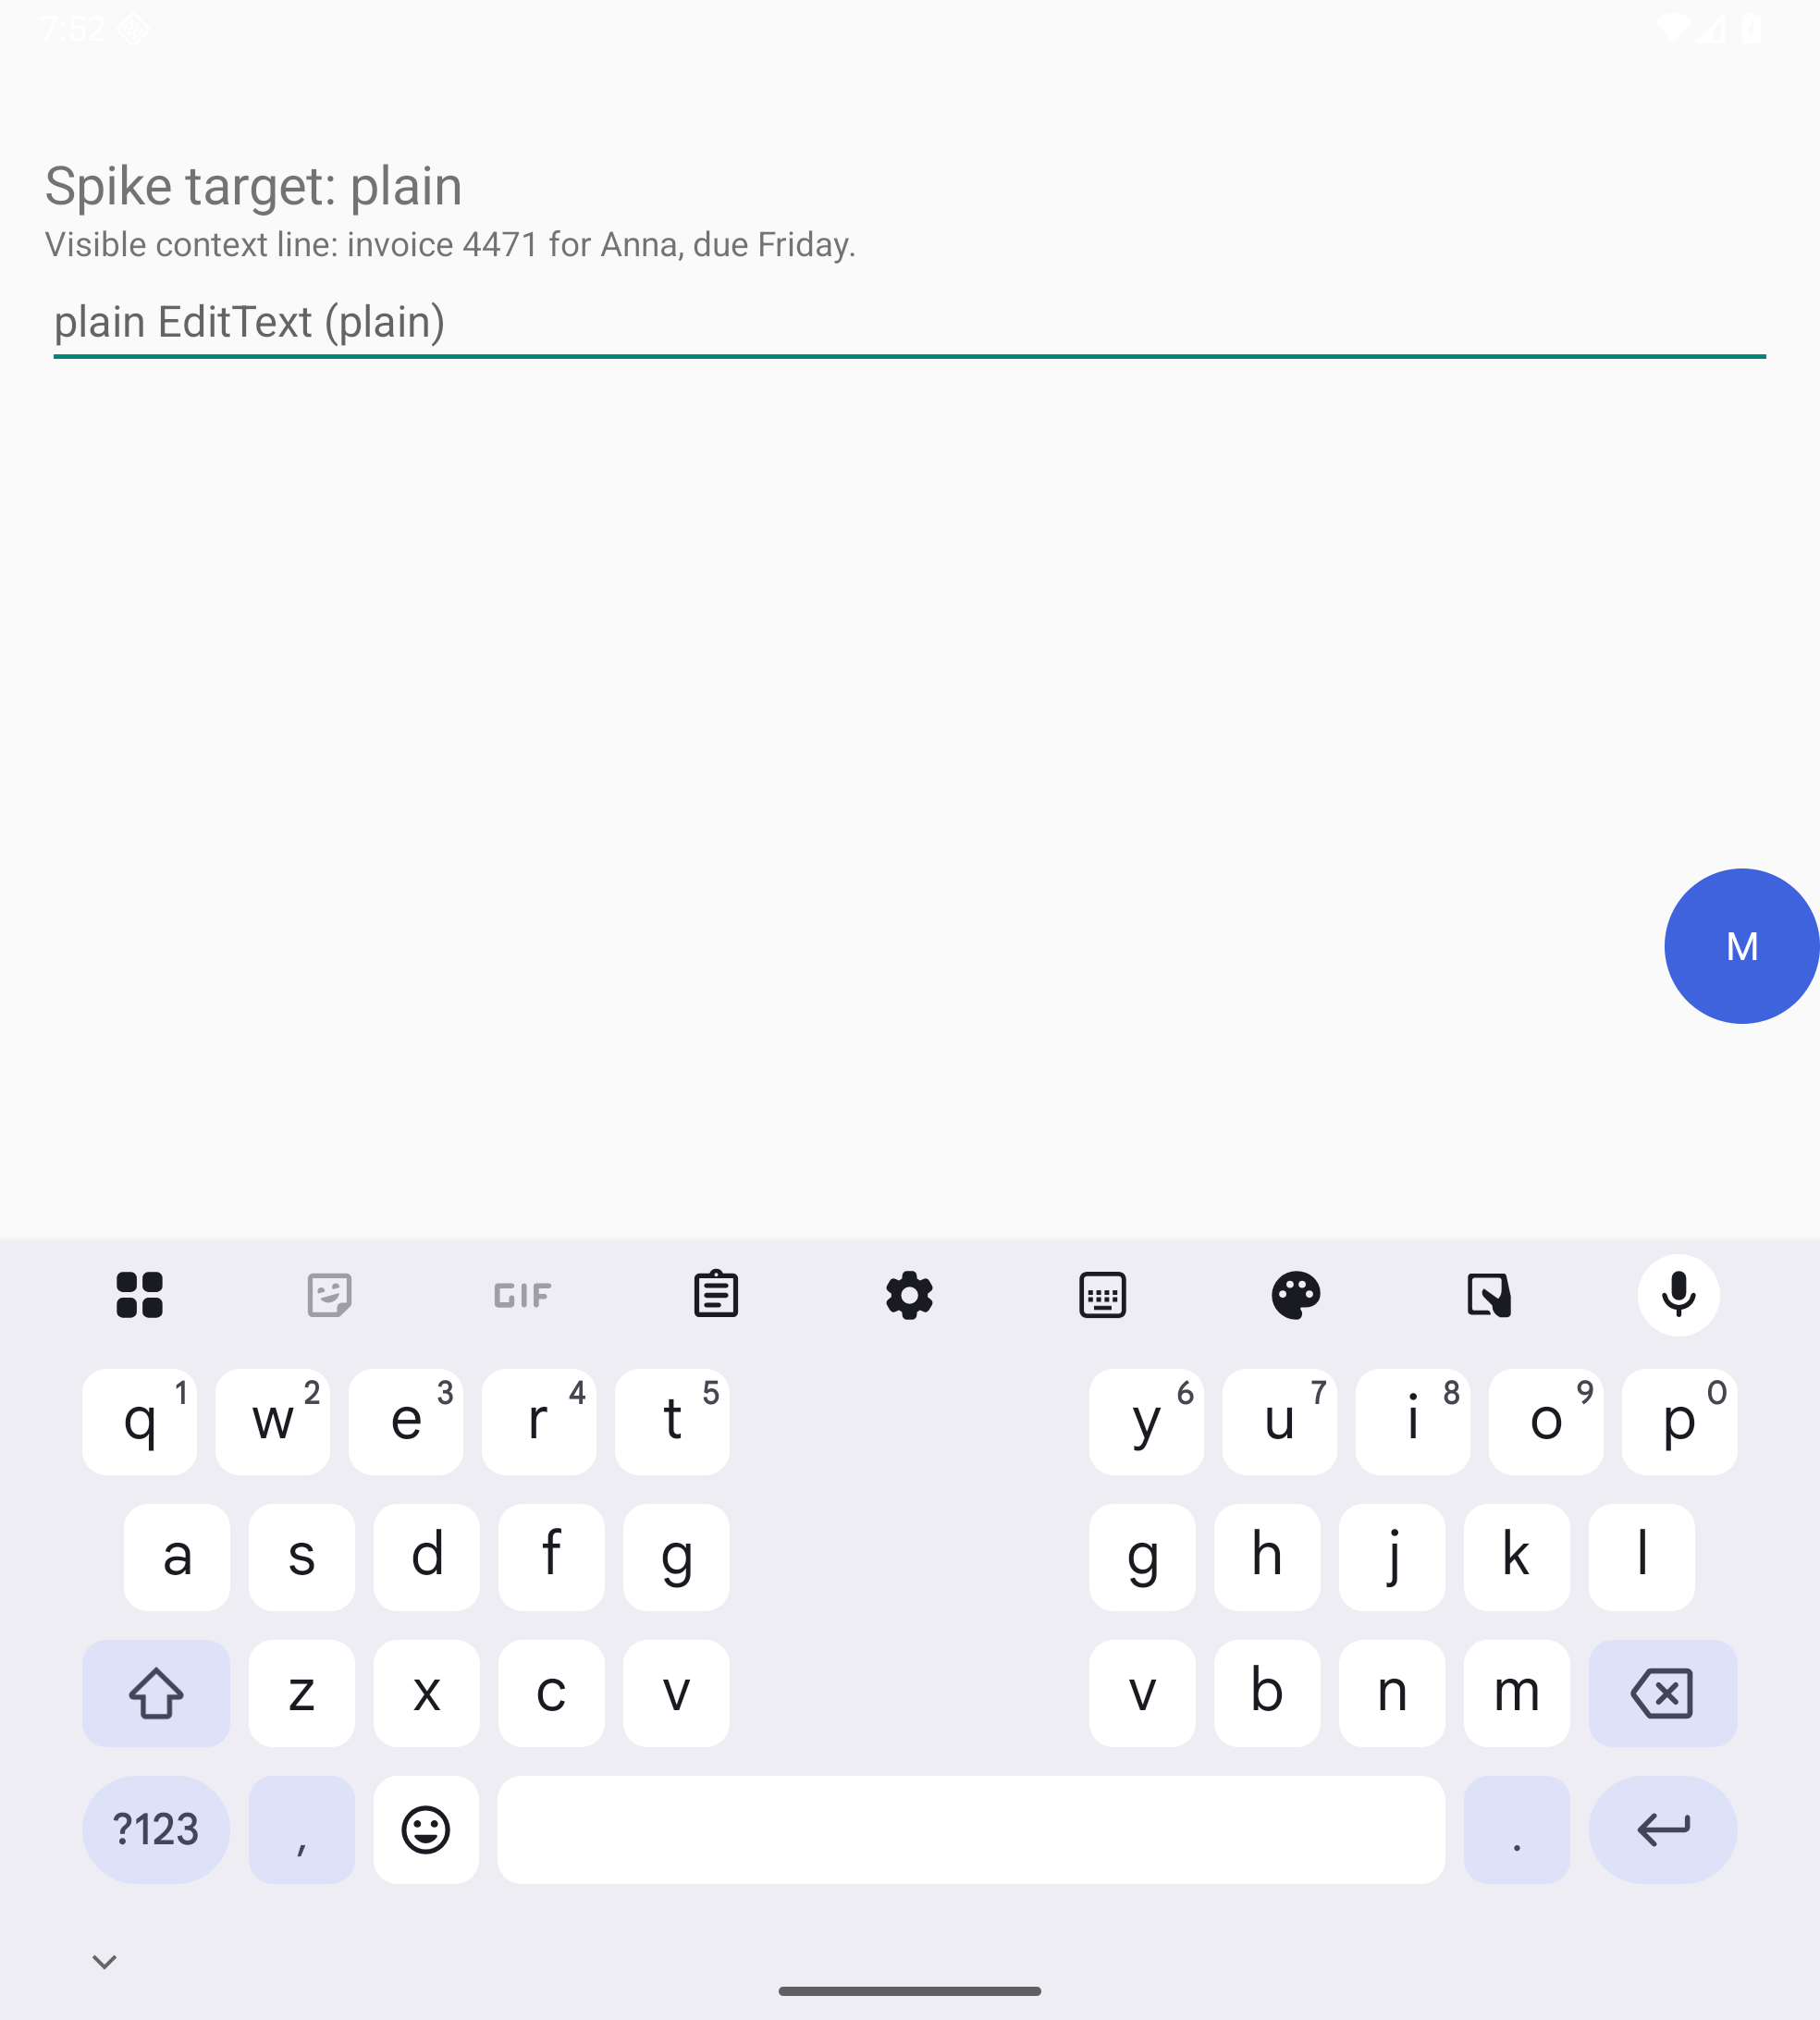 7:52
Spike target: plain
Visible context line: invoice 4471 for Anna, due Friday.
plain EditText (plain)
M
GIF
q 1 w 2 e 3 r 4 t 5 y 6 u 7 i 8 o 9 p 0
a s d f g g h j k l
z x c v v b n m
?123 , .